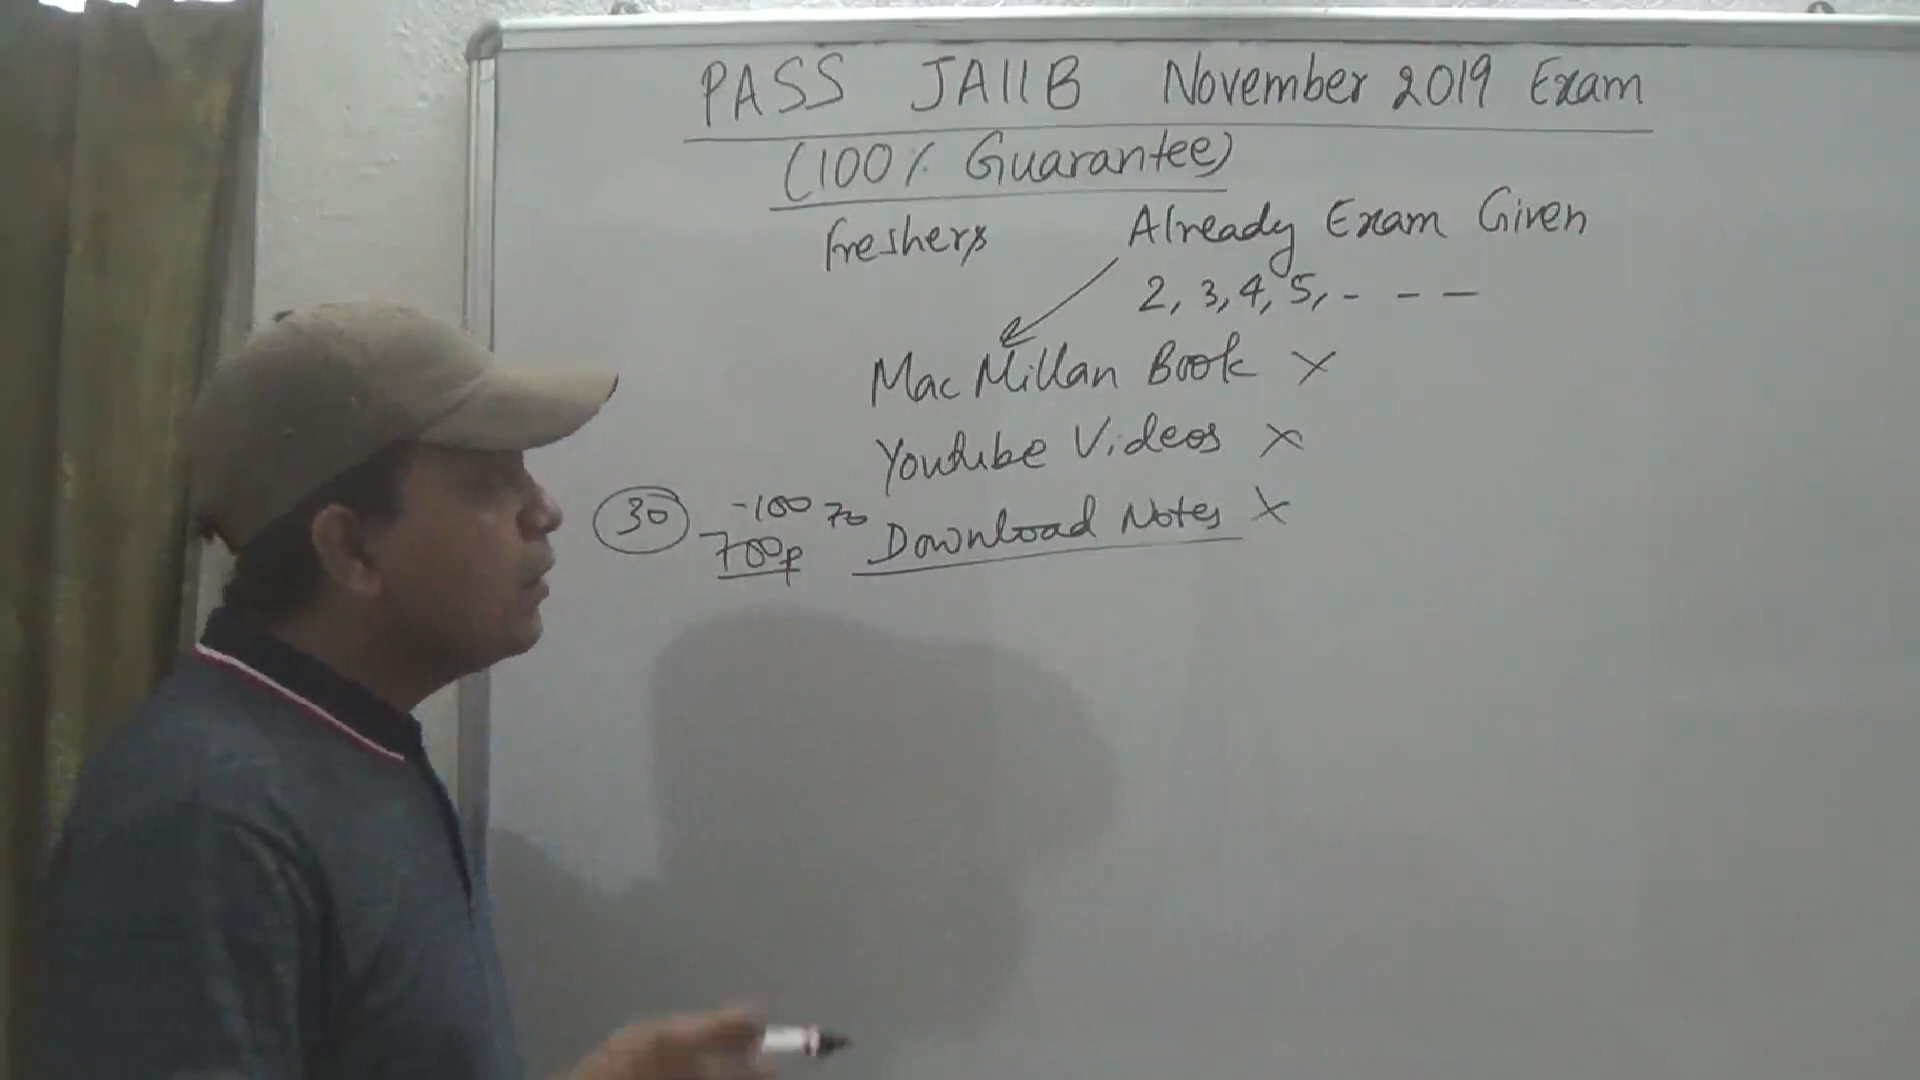 PASS JAIIB November 2019 Exam
(100% Guarantee)
freshers Already Exam Given
2, 3, 4, 5, - - -
MacMillan Book X
Youtube Videos X
30 -100 70 Download Notes X
700p